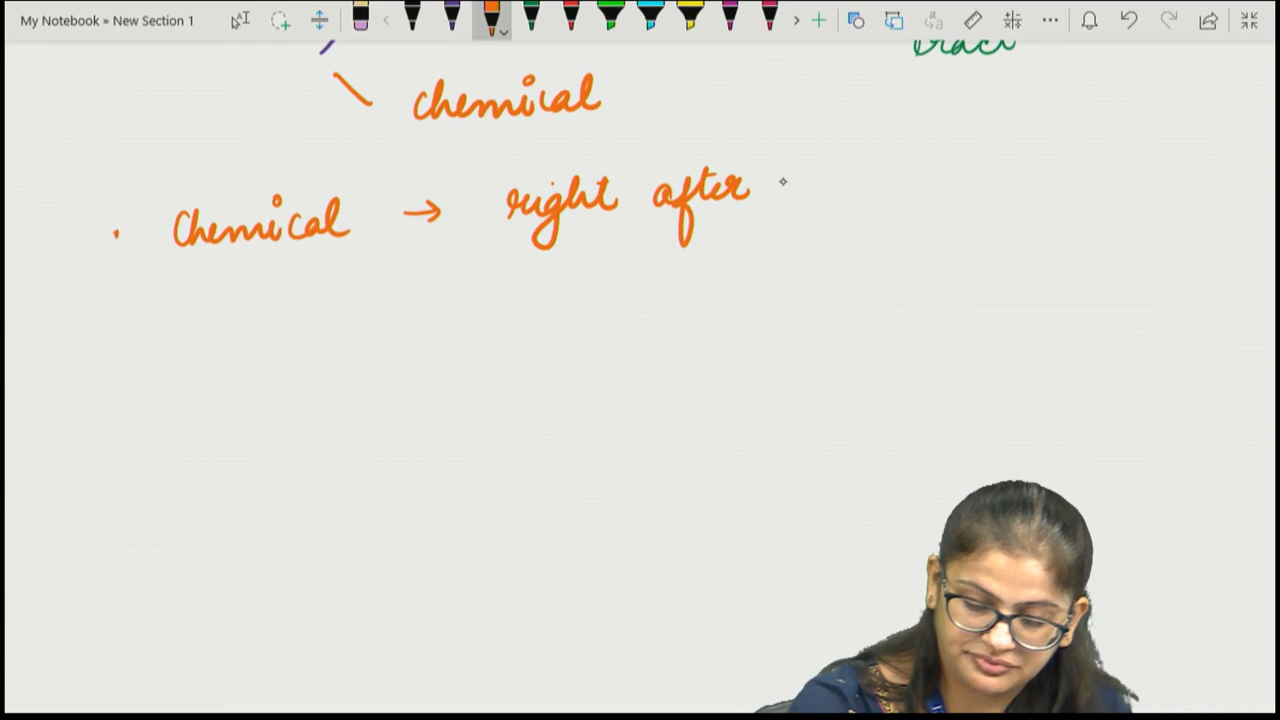 My Notebook » New Section 1
chemical
. Chemical → right after